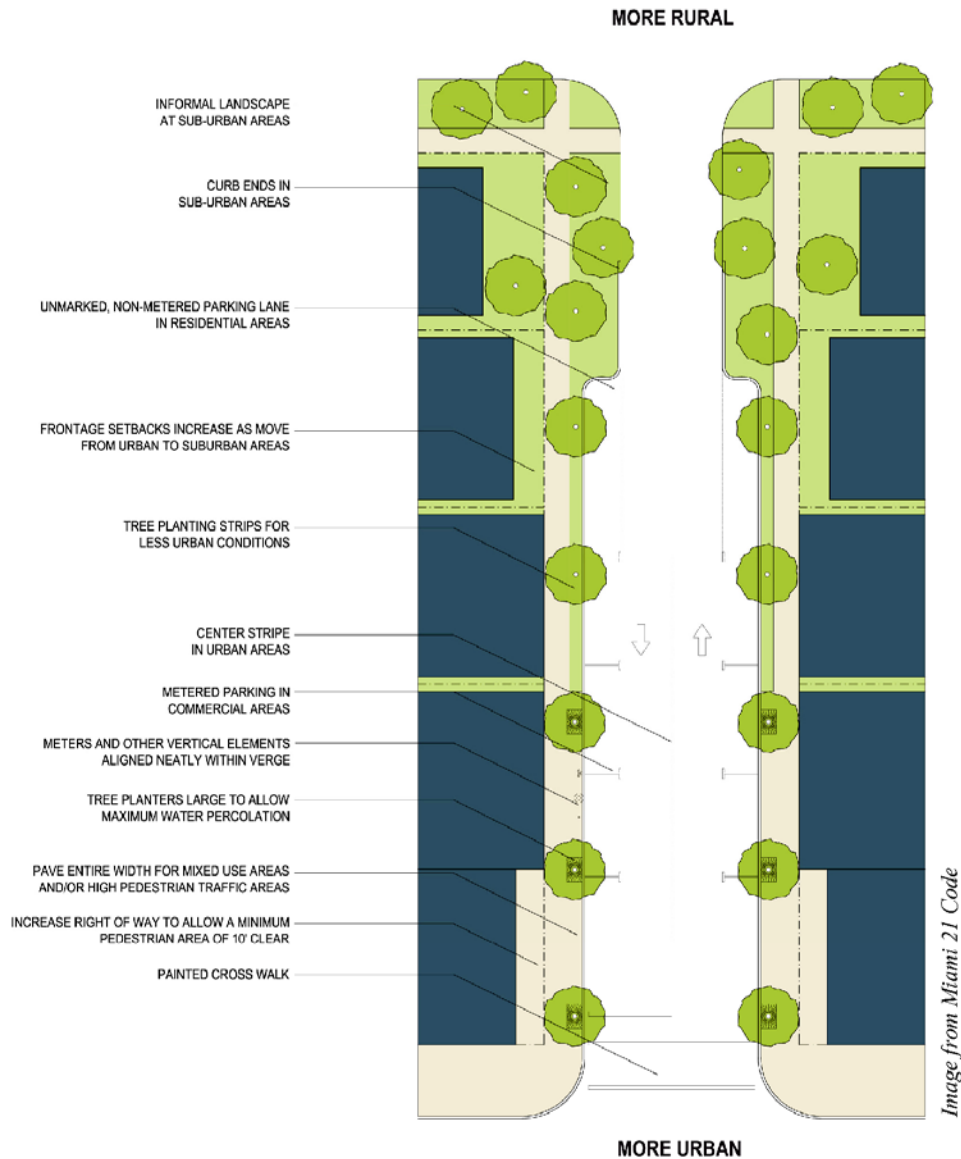 MORE RURAL
INFORMAL LANDSCAPE
AT SUB-URBAN AREAS
CURB ENDS IN
SUB-URBAN AREAS
UNMARKED, NON-METERED PARKING LANE
IN RESIDENTIAL AREAS
FRONTAGE SETBACKS INCREASE AS MOVE
FROM URBAN TO SUBURBAN AREAS
TREE PLANTING STRIPS FOR
LESS URBAN CONDITIONS
CENTER STRIPE
IN URBAN AREAS
METERED PARKING IN
COMMERCIAL AREAS
METERS AND OTHER VERTICAL ELEMENTS
ALIGNED NEATLY WITHIN VERGE
TREE PLANTERS LARGE TO ALLOW
MAXIMUM WATER PERCOLATION
PAVE ENTIRE WIDTH FOR MIXED USE AREAS
AND/OR HIGH PEDESTRIAN TRAFFIC AREAS
INCREASE RIGHT OF WAY TO ALLOW A MINIMUM
PEDESTRIAN AREA OF 10' CLEAR
PAINTED CROSS WALK
MORE URBAN
Image from Miami 21 Code